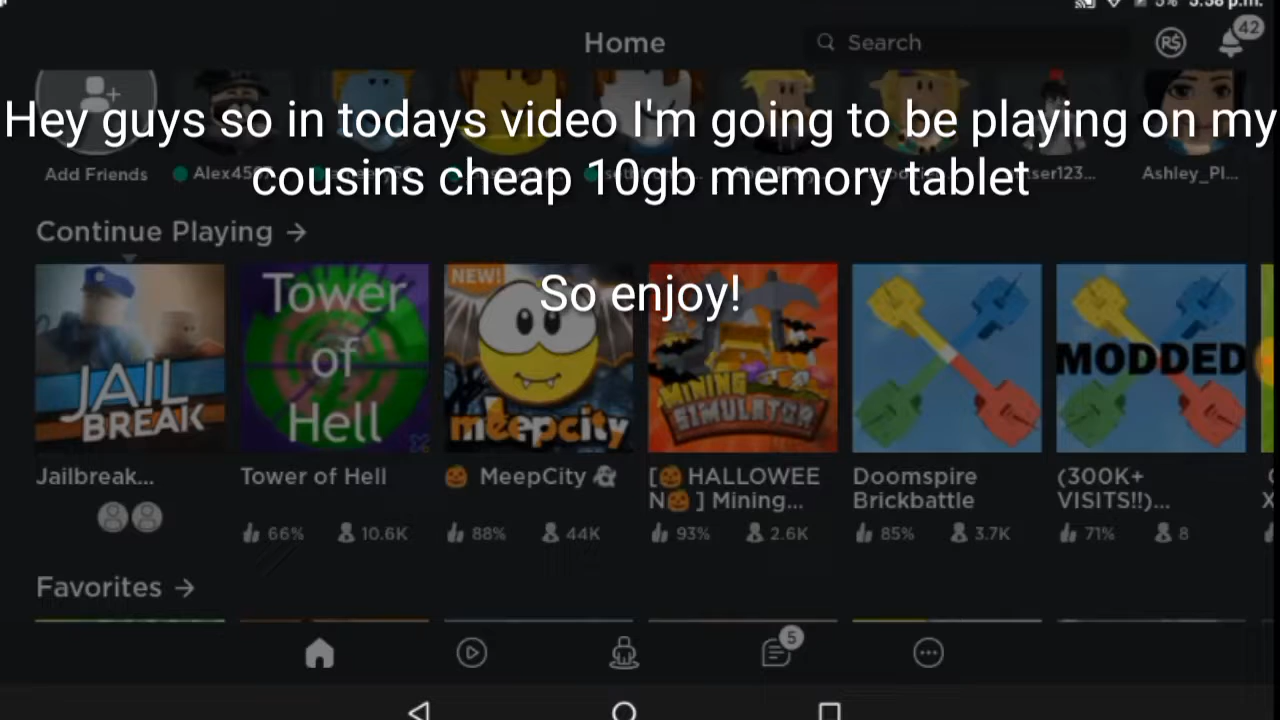 5% 5:58 p.m.
Home
Search
R$
42
Hey guys so in todays video I'm going to be playing on my
cousins cheap 10gb memory tablet
Add Friends
Ashley_Pl...
Continue Playing →
So enjoy!
JAIL
BREAK
Tower
of
Hell
NEW!
meepcity
MINING
SIMULATOR
MODDED
Jailbreak...
Tower of Hell
🎃 MeepCity 👻
[🎃 HALLOWEE
N🎃 ] Mining...
Doomspire
Brickbattle
(300K+
VISITS!!)...
66% 10.6K
88% 44K
93% 2.6K
85% 3.7K
71% 8
Favorites →
5